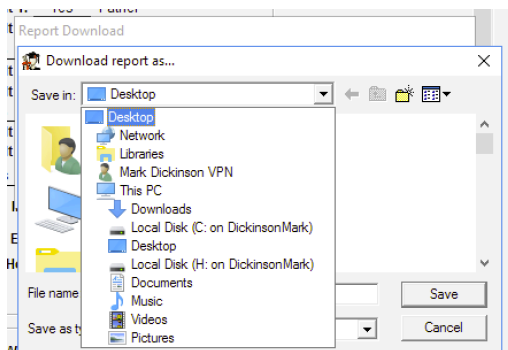 Yes Father
Report Download
Download report as...
Save in: Desktop
Desktop
Network
Libraries
Mark Dickinson VPN
This PC
Downloads
Local Disk (C: on DickinsonMark)
Desktop
Local Disk (H: on DickinsonMark)
Documents
Music
Videos
Pictures
File name
Save
Save as
Cancel